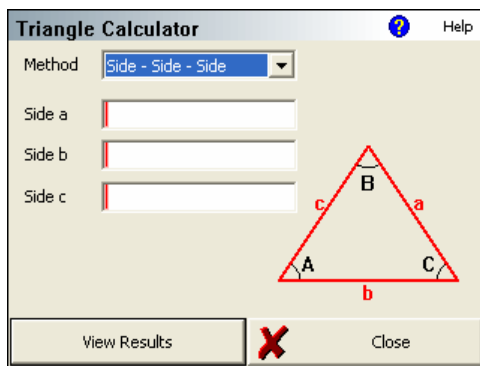 Triangle Calculator ? Help
Method Side - Side - Side
Side a
Side b
Side c
B
c a
A C
b
View Results Close